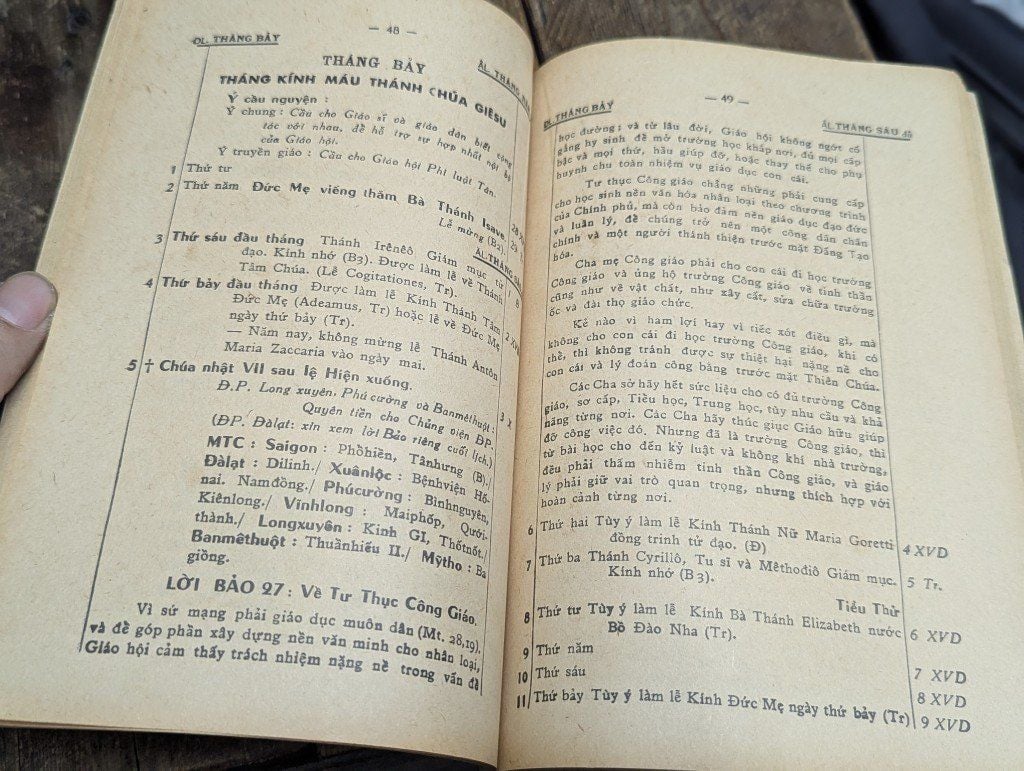 — 48 —
ĐL. THÁNG BẢY
ÂL. THÁNG
THÁNG BẢY
THÁNG KÍNH MÁU THÁNH CHÚA GIÊSU
Ý cầu nguyện :
Ý chung : Cầu cho Giáo sĩ và giáo dân biết cộng
tác với nhau, để hỗ trợ sự hợp nhất nội bộ
của Giáo hội.
Ý truyền giáo : Cầu cho Giáo hội Phi luật Tân.
1 Thứ tư 28
2 Thứ năm Đức Mẹ viếng thăm Bà Thánh Isave. 29
Lễ mừng (B2).
ÂL. THÁNG
3 Thứ sáu đầu tháng Thánh Irênêô Giám mục tử 1
đạo. Kính nhớ (B3). Được làm lễ về Thánh
Tâm Chúa. (Lễ Cogitationes, Tr).
4 Thứ bảy đầu tháng Được làm lễ Kính Thánh Tâm 2 XVD
Đức Mẹ (Adeamus, Tr) hoặc lễ về Đức Mẹ
ngày thứ bảy (Tr).
— Năm nay, không mừng lễ Thánh Antôn
Maria Zaccaria vào ngày mai.
5 † Chúa nhật VII sau lệ Hiện xuống. 3 X
Đ.P. Long xuyên, Phú cường và Banmêthuột :
Quyên tiền cho Chủng viện ĐP.
(ĐP. Đàlạt: xin xem lời Bảo riêng cuối lịch.)
MTC : Saigon : Phồhiền, Tânhưng (B)./
Đàlạt : Dilinh./ Xuânlộc : Bệnhviện Hố-
nai. Namđồng./ Phúcường : Bình­nguyên,
Kiênlong./ Vĩnhlong : Maiphốp, Qưới-
thành./ Longxuyên : Kinh GI, Thốtnốt./
Banmêthuột : Thuầnhiếu II./ Mỹtho : Ba
giồng.
LỜI BẢO 27 : Về Tư Thục Công Giáo.
Vì sứ mạng phải giáo dục muôn dân (Mt. 28,19).
và để góp phần xây dựng nền văn minh cho nhân loại,
Giáo hội cảm thấy trách nhiệm nặng nề trong vấn đề
— 49 —
ĐL. THÁNG BẢY
ÂL. THÁNG SÁU đủ
học đường; và từ lâu đời, Giáo hội không ngớt cố
gắng hy sinh để mở trường học khắp nơi, đủ mọi cấp
bậc và mọi thứ, hầu giúp đỡ, hoặc thay thế cho phụ
huynh chu toàn nhiệm vụ giáo dục con cái.
Tư thục Công giáo chẳng những phải cung cấp
cho học sinh nền văn hóa nhân loại theo chương trình
của Chính phủ, mà còn bảo đảm nền giáo dục đạo đức
và luân lý, để chúng trở nên một công dân chân
chính và một người thánh thiện trước mặt Đấng Tạo
hóa.
Cha mẹ Công giáo phải cho con cái đi học trường
Công giáo và ủng hộ trường Công giáo về tinh thần
cũng như về vật chất, như xây cất, sửa chữa trường
ốc và đài thọ giáo chức.
Kẻ nào vì ham lợi hay vì tiếc xót điều gì, mà
không cho con cái đi học trường Công giáo, khi có
thể, thì không tránh được sự thiệt hại nặng nề cho
con cái và lý đoán công bằng trước mặt Thiên Chúa.
Các Cha sở hãy hết sức liệu cho có đủ trường Công
giáo, sơ cấp, Tiểu học, Trung học, tùy nhu cầu và khả
năng từng nơi. Các Cha hãy thúc giục Giáo hữu giúp
đỡ công việc đó. Nhưng đã là trường Công giáo, thì
từ bài học cho đến kỷ luật và không khí nhà trường,
đều phải thấm nhiễm tinh thần Công giáo, và giáo
lý phải giữ vai trò quan trọng, nhưng thích hợp với
hoàn cảnh từng nơi.
6 Thứ hai Tùy ý làm lễ Kính Thánh Nữ Maria Goretti 4 XVD
đồng trinh tử đạo. (Đ)
7 Thứ ba Thánh Cyrillô, Tu sĩ và Mêthođiô Giám mục. 5 Tr.
Kính nhớ (B3).
Tiểu Thử
8 Thứ tư Tùy ý làm lễ Kính Bà Thánh Elizabeth nước 6 XVD
Bồ Đào Nha (Tr).
9 Thứ năm 7 XVD
10 Thứ sáu 8 XVD
11 Thứ bảy Tùy ý làm lễ Kính Đức Mẹ ngày thứ bảy (Tr) 9 XVD